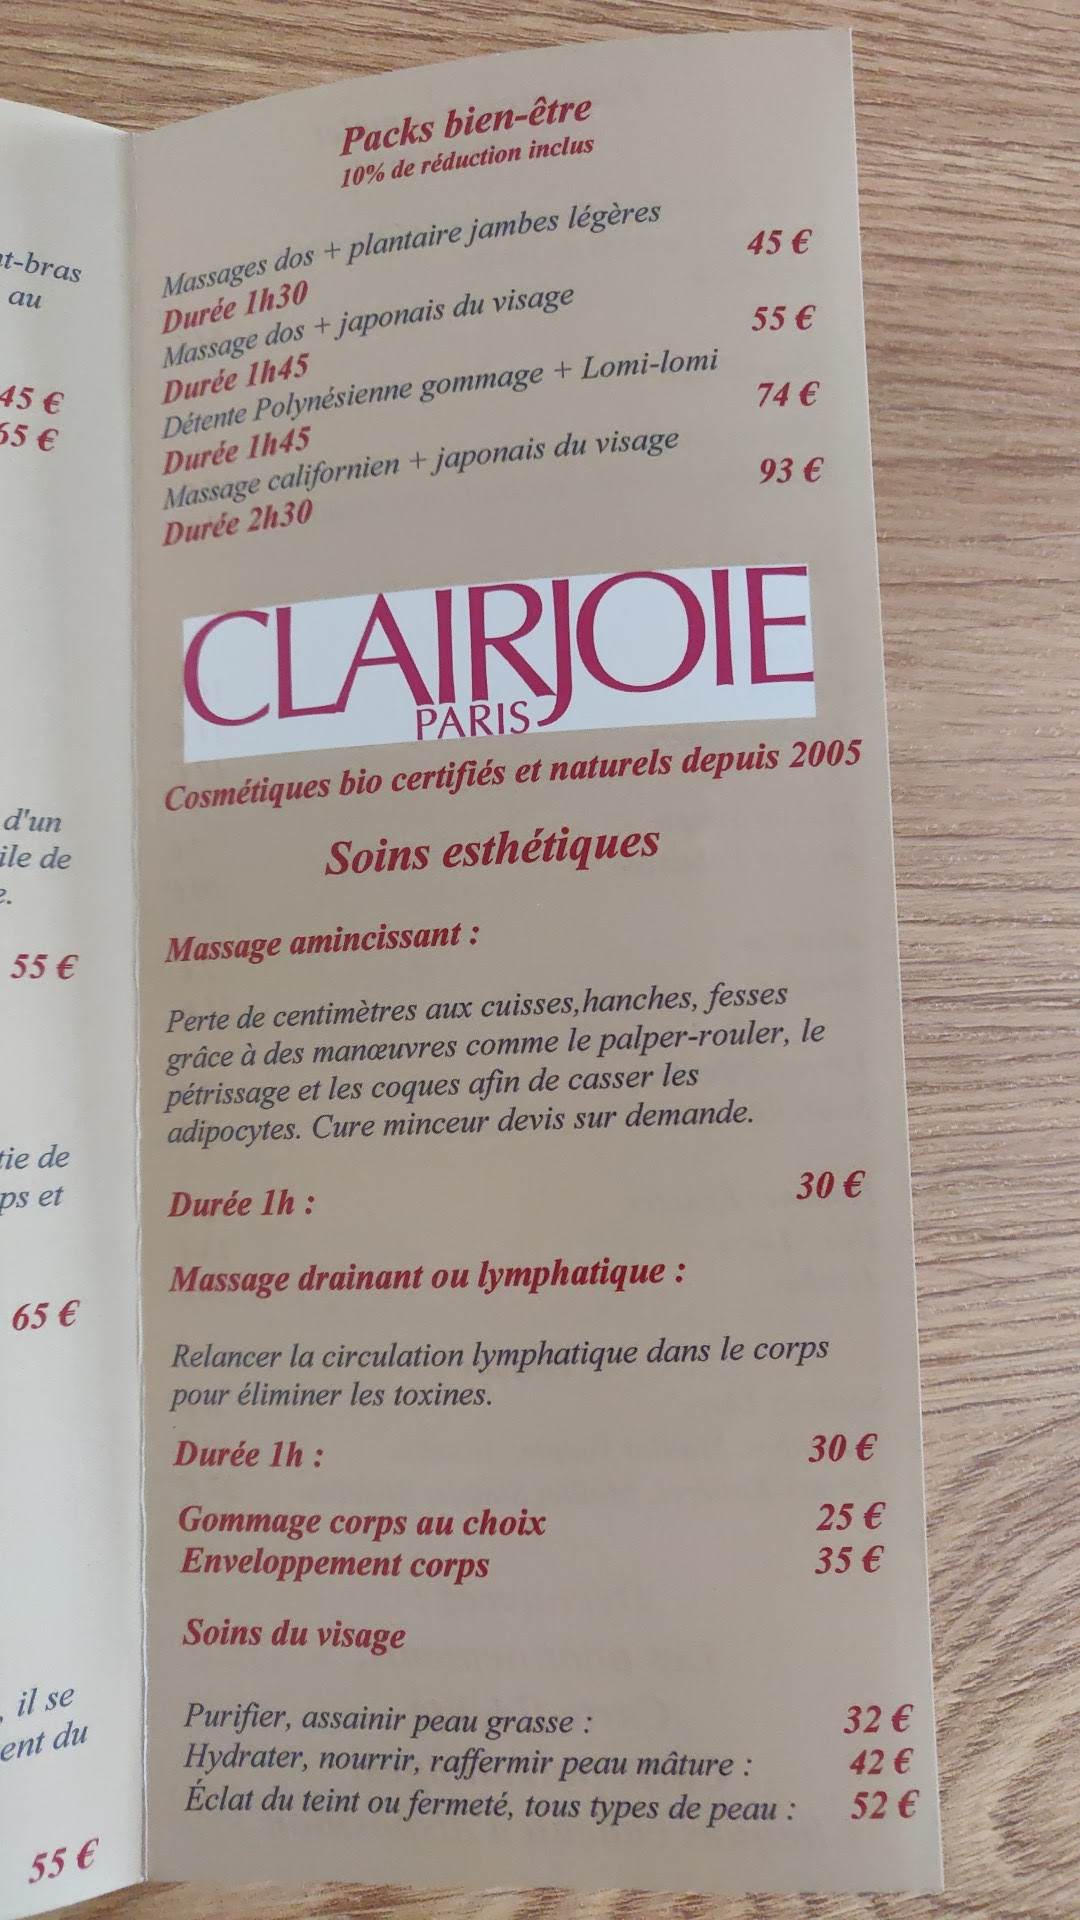 t-bras
au
45 €
65 €
d'un
ile de
e.
55 €
tie de
ps et
65 €
, il se
ent du
55 €
Packs bien-être
10% de réduction inclus
Massages dos + plantaire jambes légères
45 €
Durée 1h30
Massage dos + japonais du visage
55 €
Durée 1h45
Détente Polynésienne gommage + Lomi-lomi
74 €
Durée 1h45
Massage californien + japonais du visage
93 €
Durée 2h30
CLAIRJOIE
PARIS
Cosmétiques bio certifiés et naturels depuis 2005
Soins esthétiques
Massage amincissant :
Perte de centimètres aux cuisses,hanches, fesses
grâce à des manœuvres comme le palper-rouler, le
pétrissage et les coques afin de casser les
adipocytes. Cure minceur devis sur demande.
Durée 1h : 30 €
Massage drainant ou lymphatique :
Relancer la circulation lymphatique dans le corps
pour éliminer les toxines.
Durée 1h : 30 €
Gommage corps au choix 25 €
Enveloppement corps 35 €
Soins du visage
Purifier, assainir peau grasse : 32 €
Hydrater, nourrir, raffermir peau mâture : 42 €
Éclat du teint ou fermeté, tous types de peau : 52 €